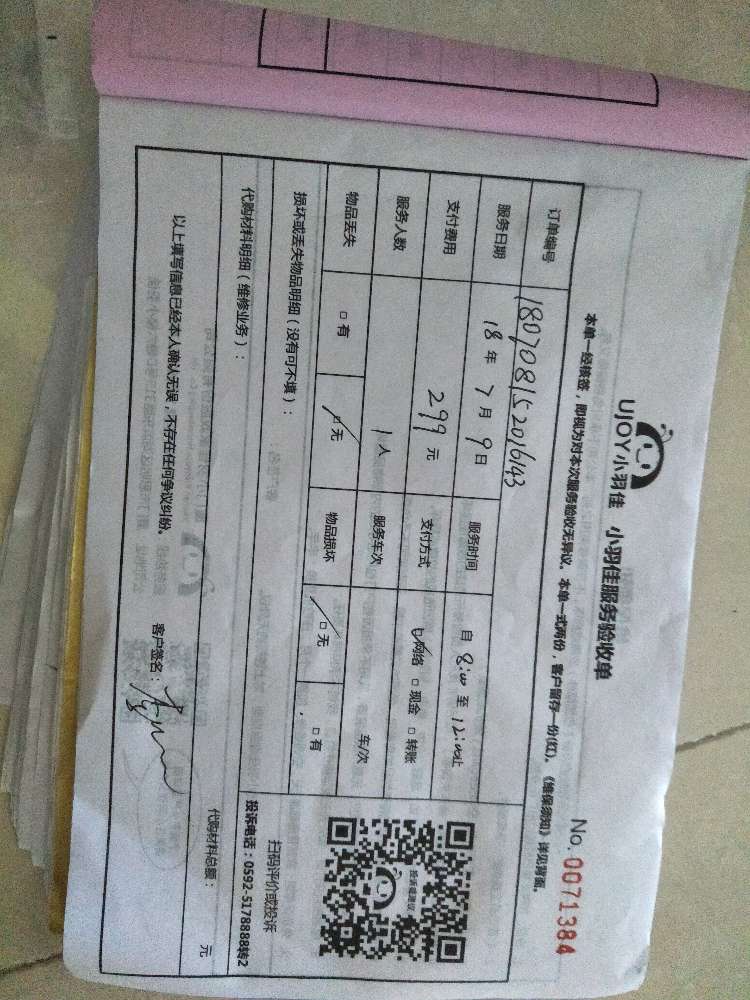 UJOY小羽佳 小羽佳服务验收单
No. 0071384
本单一经核签，即视为对本次服务验收无异议。本单一式两份，客户留存一份(红)。《维保须知》详见背面。
订单编号 180708152016143
服务日期 18 年 7 月 9 日 服务时间 自 8:00 至 12:00止
支付费用 299 元 支付方式 ☑网络 □现金 □转账
服务人数 1 人 服务车次 车/次
物品丢失 □有 ☑无 物品损坏 ☑无 □有
投诉或建议
扫码评价或投诉
投诉电话：0592-5178888转2
损坏或丢失物品明细（没有可不填）：
代购材料明细（维修业务）：
代购材料总额： 元
以上填写信息已经本人确认无误，不存在任何争议纠纷。 客户签名：